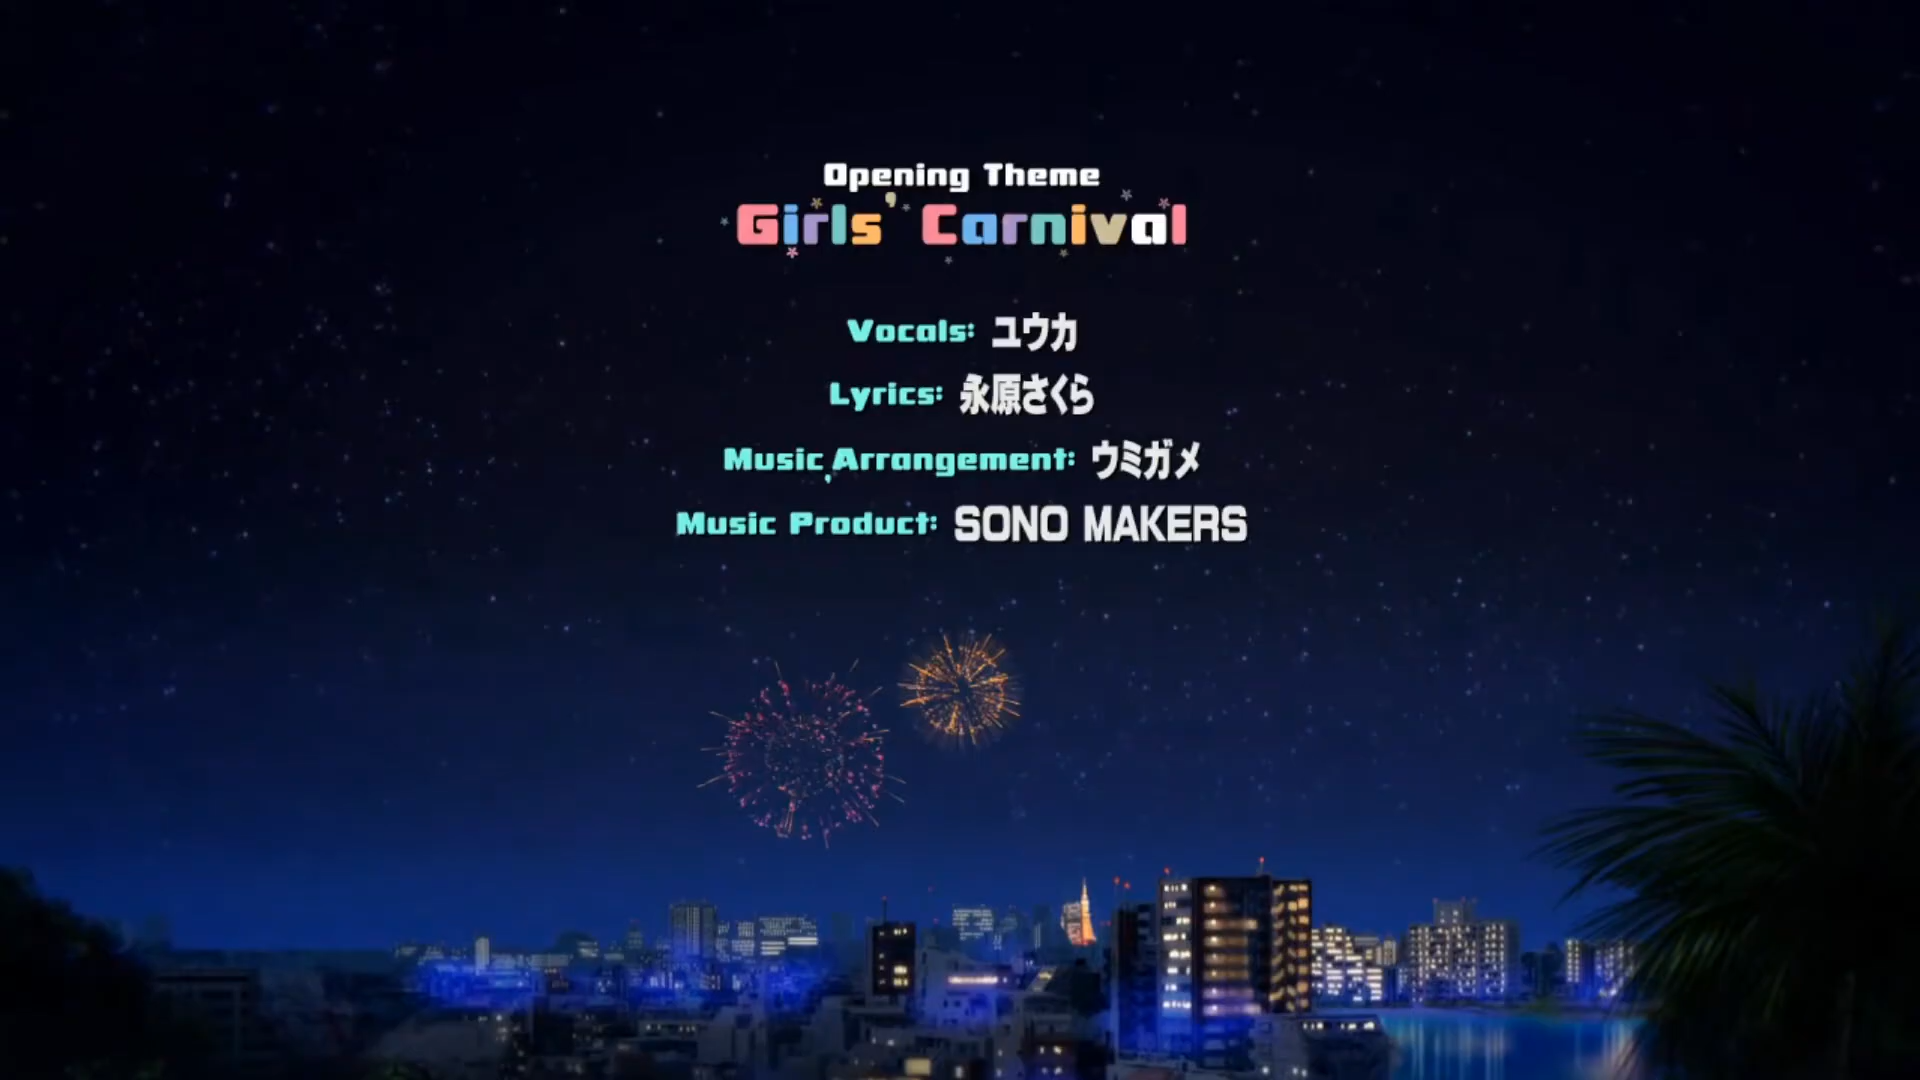 Opening Theme
Girls' Carnival
Vocals: ユウカ
Lyrics: 永原さくら
Music,Arrangement: ウミガメ
Music Product: SONO MAKERS